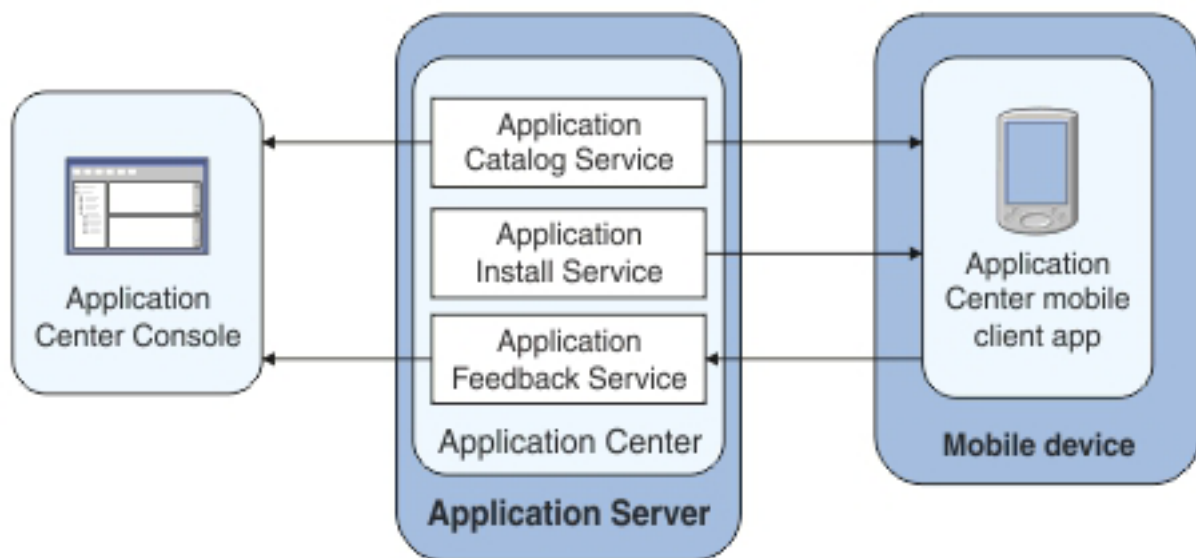 Application
Center Console
Application
Catalog Service
Application
Install Service
Application
Feedback Service
Application Center
Application Server
Application
Center mobile
client app
Mobile device